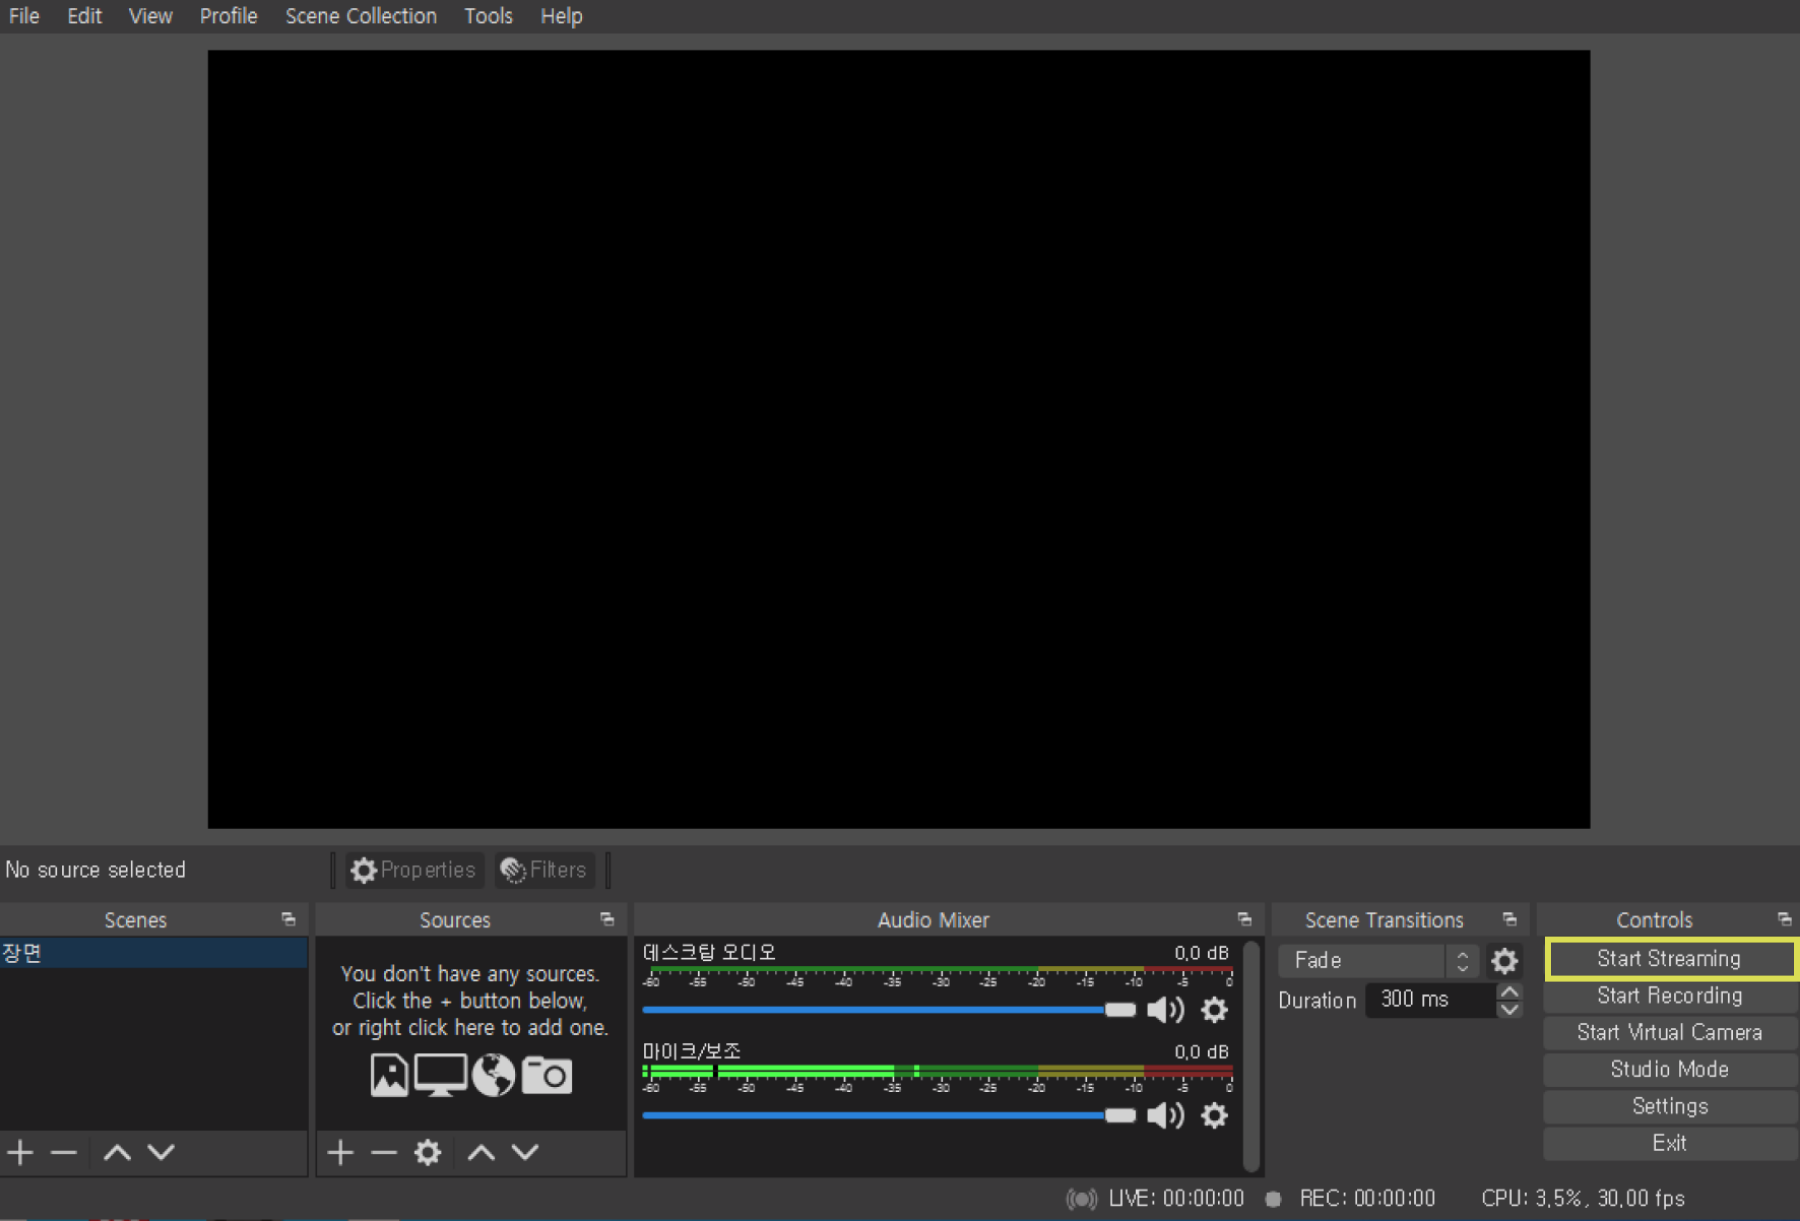 File Edit View Profile Scene Collection Tools Help
No source selected Properties Filters
Scenes
장면
Sources
You don't have any sources.
Click the + button below,
or right click here to add one.
Audio Mixer
데스크탑 오디오 0,0 dB
-60 -55 -50 -45 -40 -35 -30 -25 -20 -15 -10 -5 0
마이크/보조 0,0 dB
-60 -55 -50 -45 -40 -35 -30 -25 -20 -15 -10 -5 0
Scene Transitions
Fade
Duration 300 ms
Controls
Start Streaming
Start Recording
Start Virtual Camera
Studio Mode
Settings
Exit
LIVE: 00:00:00 REC: 00:00:00 CPU: 3,5%, 30,00 fps